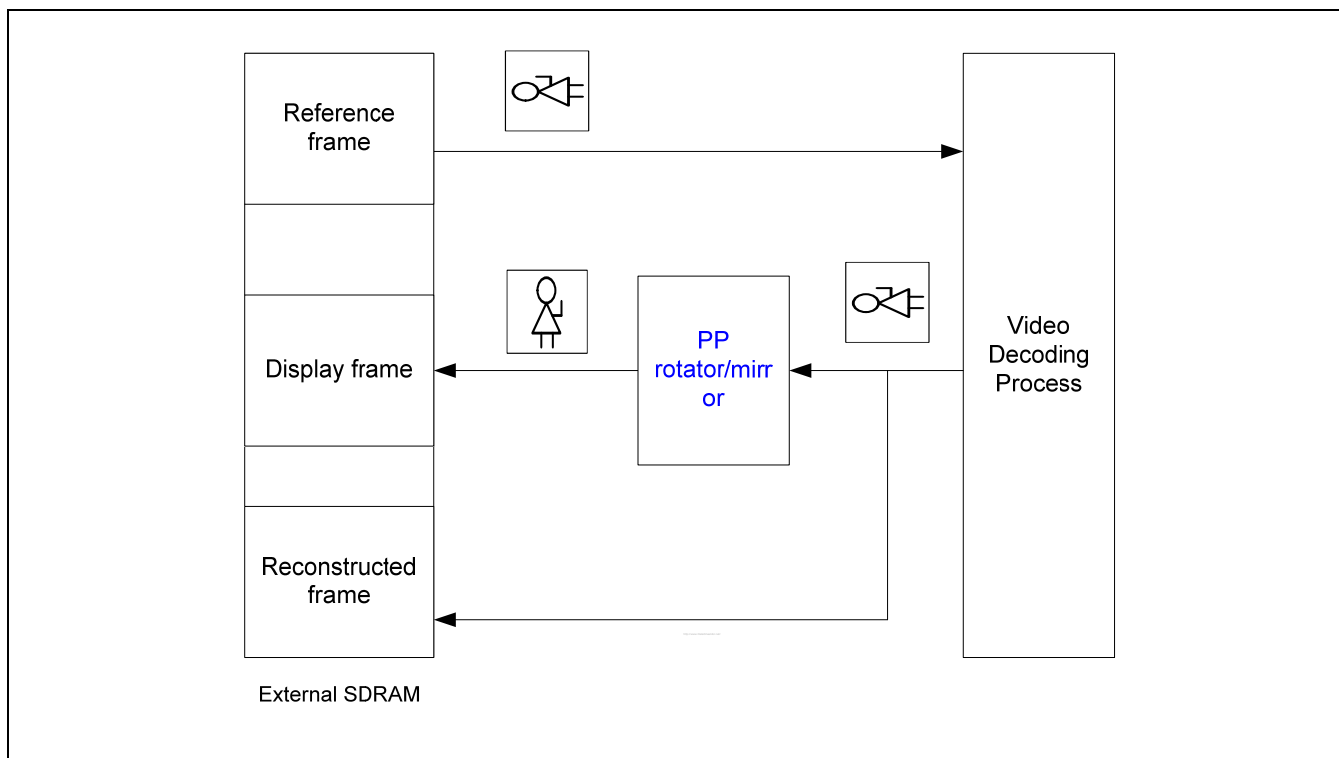 Reference
frame
Display frame
PP
rotator/mirr
or
Video
Decoding
Process
Reconstructed
frame
External SDRAM